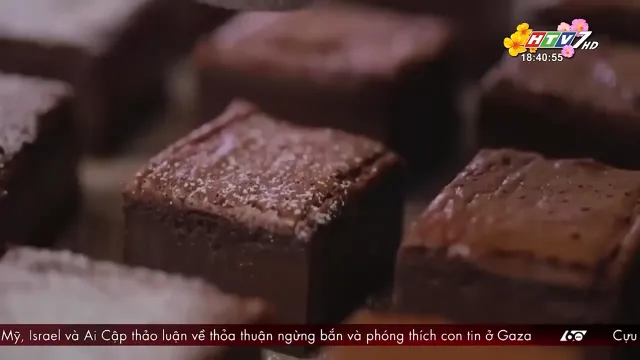 HTV7 HD
18:40:55
Mỹ, Israel và Ai Cập thảo luận về thỏa thuận ngừng bắn và phóng thích con tin ở Gaza 60 Cựu